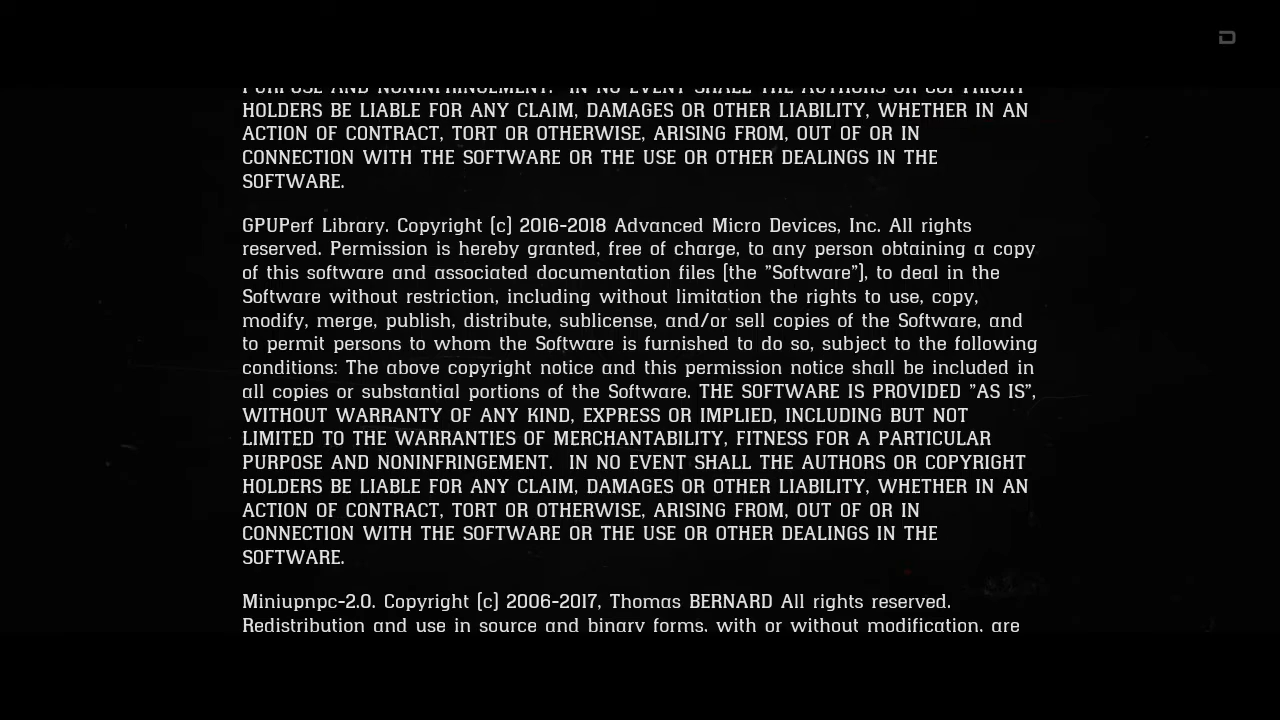 PURPOSE AND NONINFRINGEMENT.  IN NO EVENT SHALL THE AUTHORS OR COPYRIGHT
HOLDERS BE LIABLE FOR ANY CLAIM, DAMAGES OR OTHER LIABILITY, WHETHER IN AN
ACTION OF CONTRACT, TORT OR OTHERWISE, ARISING FROM, OUT OF OR IN
CONNECTION WITH THE SOFTWARE OR THE USE OR OTHER DEALINGS IN THE
SOFTWARE.
GPUPerf Library. Copyright (c) 2016-2018 Advanced Micro Devices, Inc. All rights
reserved. Permission is hereby granted, free of charge, to any person obtaining a copy
of this software and associated documentation files (the "Software"), to deal in the
Software without restriction, including without limitation the rights to use, copy,
modify, merge, publish, distribute, sublicense, and/or sell copies of the Software, and
to permit persons to whom the Software is furnished to do so, subject to the following
conditions: The above copyright notice and this permission notice shall be included in
all copies or substantial portions of the Software. THE SOFTWARE IS PROVIDED "AS IS",
WITHOUT WARRANTY OF ANY KIND, EXPRESS OR IMPLIED, INCLUDING BUT NOT
LIMITED TO THE WARRANTIES OF MERCHANTABILITY, FITNESS FOR A PARTICULAR
PURPOSE AND NONINFRINGEMENT.  IN NO EVENT SHALL THE AUTHORS OR COPYRIGHT
HOLDERS BE LIABLE FOR ANY CLAIM, DAMAGES OR OTHER LIABILITY, WHETHER IN AN
ACTION OF CONTRACT, TORT OR OTHERWISE, ARISING FROM, OUT OF OR IN
CONNECTION WITH THE SOFTWARE OR THE USE OR OTHER DEALINGS IN THE
SOFTWARE.
Miniupnpc-2.0. Copyright (c) 2006-2017, Thomas BERNARD All rights reserved.
Redistribution and use in source and binary forms, with or without modification, are